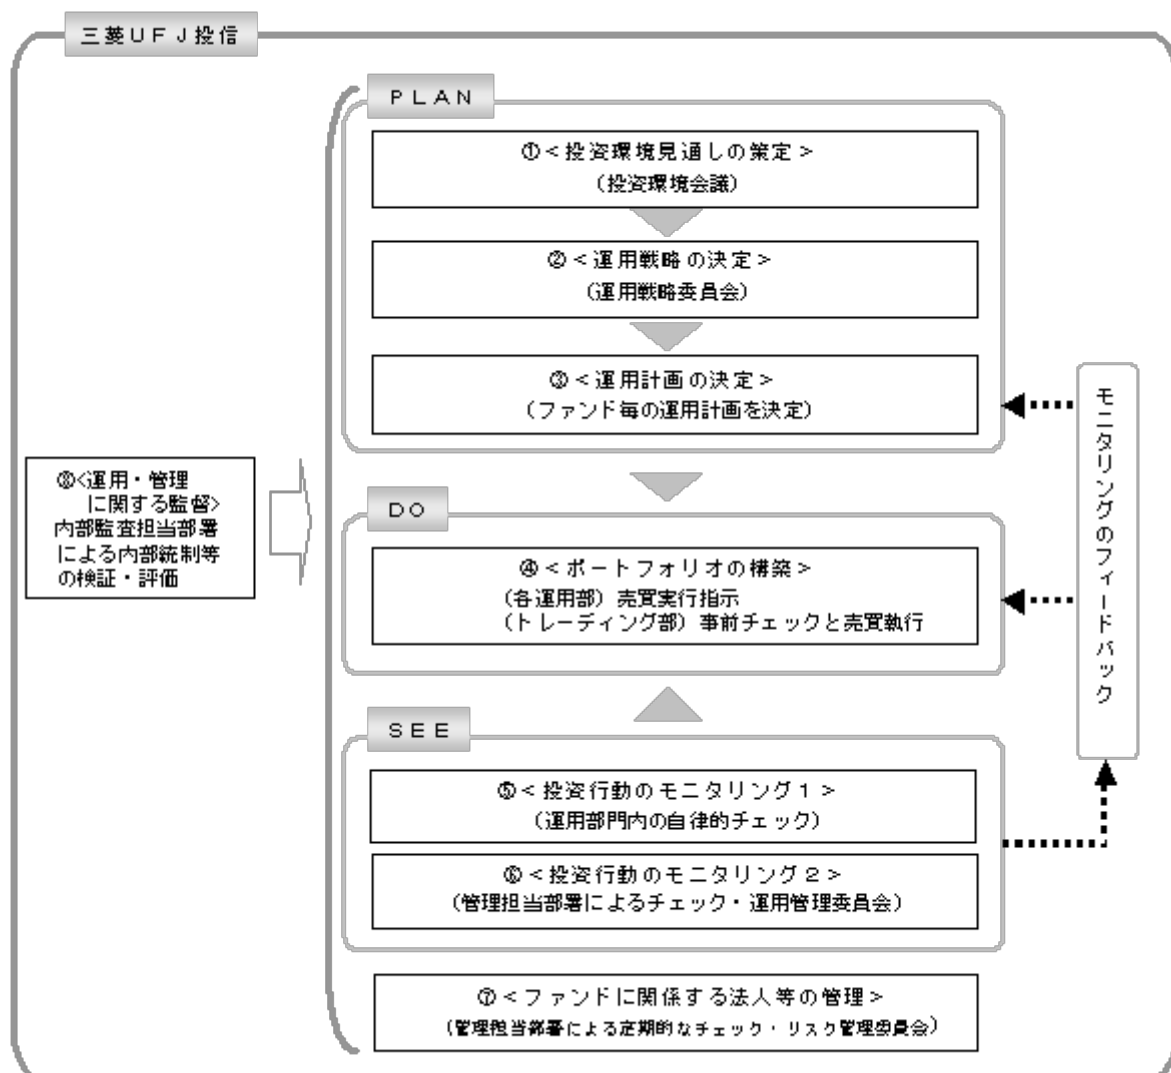 三菱UFJ投信
PLAN
①<投資環境見通しの策定>
(投資環境会議)
②<運用戦略の決定>
(運用戦略委員会)
③<運用計画の決定>
(ファンド毎の運用計画を決定)
⑧<運用・管理
に関する監督>
内部監査担当部署
による内部統制等
の検証・評価
DO
④<ポートフォリオの構築>
(各運用部)売買実行指示
(トレーディング部)事前チェックと売買執行
SEE
⑤<投資行動のモニタリング1>
(運用部門内の自律的チェック)
⑥<投資行動のモニタリング2>
(管理担当部署によるチェック・運用管理委員会)
⑦<ファンドに関係する法人等の管理>
(管理担当部署による定期的なチェック・リスク管理委員会)
モニタリングのフィードバック